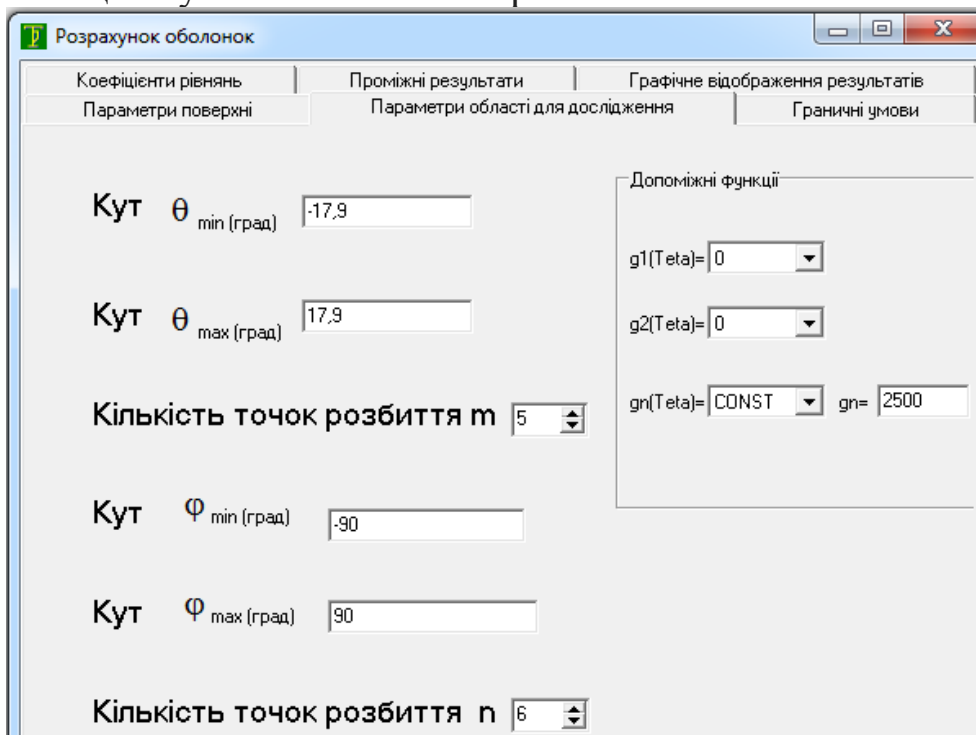 Розрахунок оболонок
Коефіцієнти рівнянь Проміжні результати Графічне відображення результатів
Параметри поверхні Параметри області для дослідження Граничні умови
Кут θ min (град) -17,9
Кут θ max (град) 17,9
Кількість точок розбиття m 5
Кут φ min (град) -90
Кут φ max (град) 90
Кількість точок розбиття n 6
Допоміжні функції
g1(Teta)= 0
g2(Teta)= 0
gn(Teta)= CONST gn= 2500